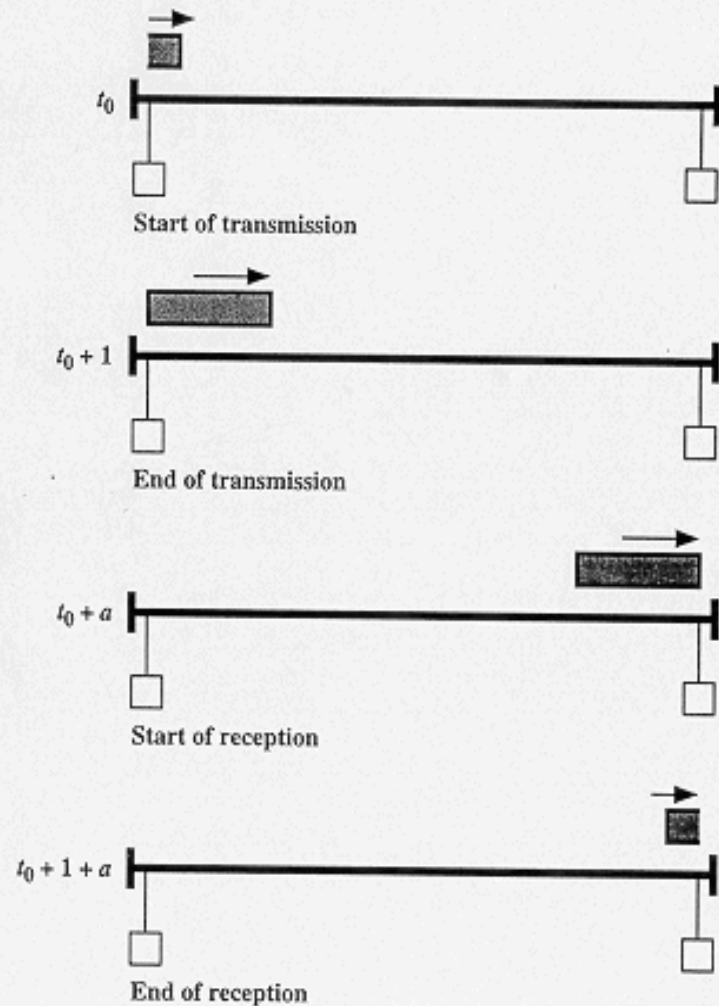 t₀
Start of transmission
t₀ + 1
End of transmission
t₀ + a
Start of reception
t₀ + 1 + a
End of reception